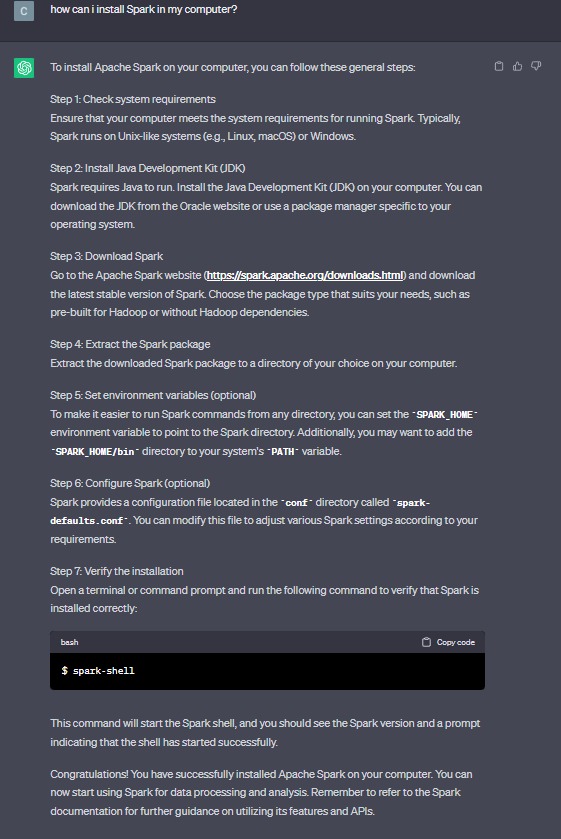 C
how can i install Spark in my computer?
To install Apache Spark on your computer, you can follow these general steps:
Step 1: Check system requirements
Ensure that your computer meets the system requirements for running Spark. Typically,
Spark runs on Unix-like systems (e.g., Linux, macOS) or Windows.
Step 2: Install Java Development Kit (JDK)
Spark requires Java to run. Install the Java Development Kit (JDK) on your computer. You can
download the JDK from the Oracle website or use a package manager specific to your
operating system.
Step 3: Download Spark
Go to the Apache Spark website (https://spark.apache.org/downloads.html) and download
the latest stable version of Spark. Choose the package type that suits your needs, such as
pre-built for Hadoop or without Hadoop dependencies.
Step 4: Extract the Spark package
Extract the downloaded Spark package to a directory of your choice on your computer.
Step 5: Set environment variables (optional)
To make it easier to run Spark commands from any directory, you can set the `SPARK_HOME`
environment variable to point to the Spark directory. Additionally, you may want to add the
`SPARK_HOME/bin` directory to your system's `PATH` variable.
Step 6: Configure Spark (optional)
Spark provides a configuration file located in the `conf` directory called `spark-
defaults.conf`. You can modify this file to adjust various Spark settings according to your
requirements.
Step 7: Verify the installation
Open a terminal or command prompt and run the following command to verify that Spark is
installed correctly:
bash Copy code
$ spark-shell
This command will start the Spark shell, and you should see the Spark version and a prompt
indicating that the shell has started successfully.
Congratulations! You have successfully installed Apache Spark on your computer. You can
now start using Spark for data processing and analysis. Remember to refer to the Spark
documentation for further guidance on utilizing its features and APIs.